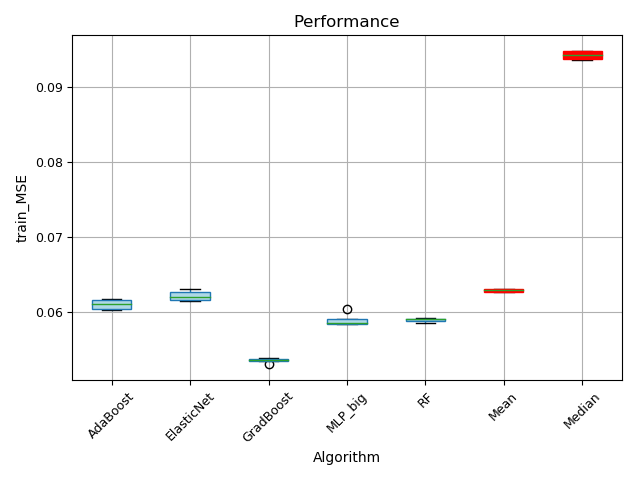 Performance
train_MSE
0.09
0.08
0.07
0.06
AdaBoost
ElasticNet
GradBoost
MLP_big
RF
Mean
Median
Algorithm